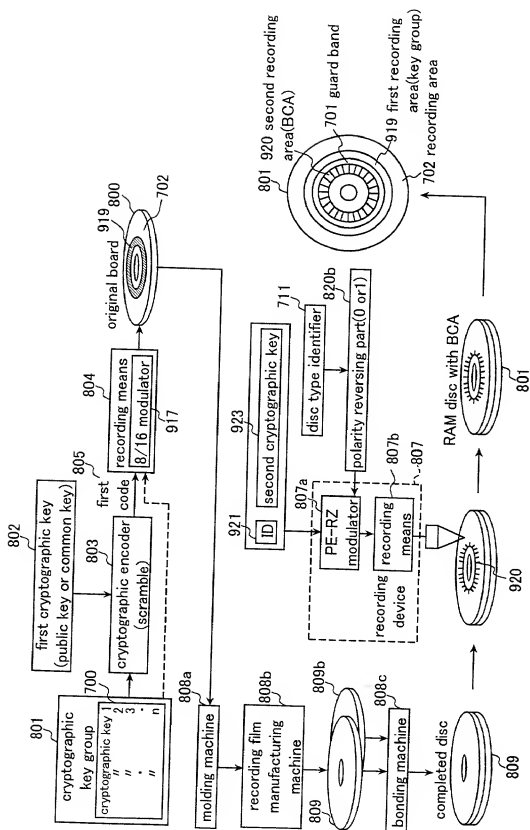 801
cryptographic
key group
700
cryptographic key 1
〃 2
〃 3
· ·
〃 n
802
first cryptographic key
(public key or common key)
803
cryptographic encoder
(scramble)
805
first
code
804
recording means
8/16 modulator
917
original board
919
800
702
808a
molding machine
808b
recording film
manufacturing
machine
809b
809
808c
bonding machine
completed disc
809
923
921
ID
second cryptographic key
711
disc type identifier
820b
polarity reversing part(0 or1)
807a
PE-RZ
modulator
807b
recording
means
807
recording
device
920
RAM disc with BCA
801
801
920 second recording
area(BCA)
701 guard band
919 first recording
area(key group)
702 recording area